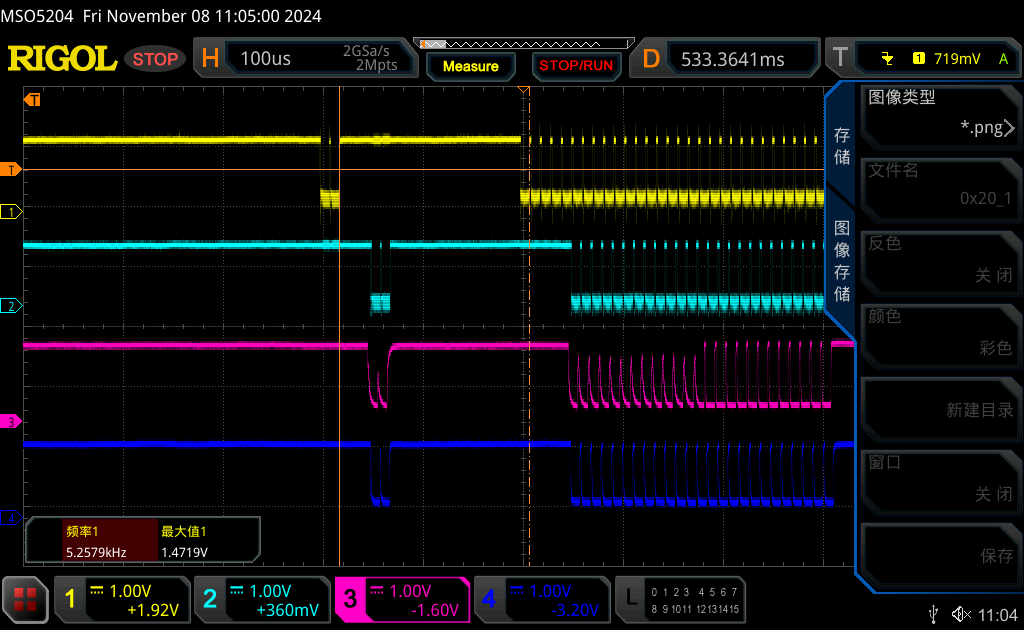 MSO5204 Fri November 08 11:05:00 2024
RIGOL STOP H 100us 2GSa/s 2Mpts Measure STOP/RUN D 533.3641ms T 1 719mV A
T
图像类型
*.png
存储
文件名
0x20_1
T
1
图像存储
反色
关闭
2
颜色
彩色
3
新建目录
窗口
关闭
4
频率1 最大值1
5.2579kHz 1.4719V
保存
1 1.00V +1.92V
2 1.00V +360mV
3 1.00V -1.60V
4 1.00V -3.20V
L 0 1 2 3 4 5 6 7
8 9 10 11 12 13 14 15
11:04